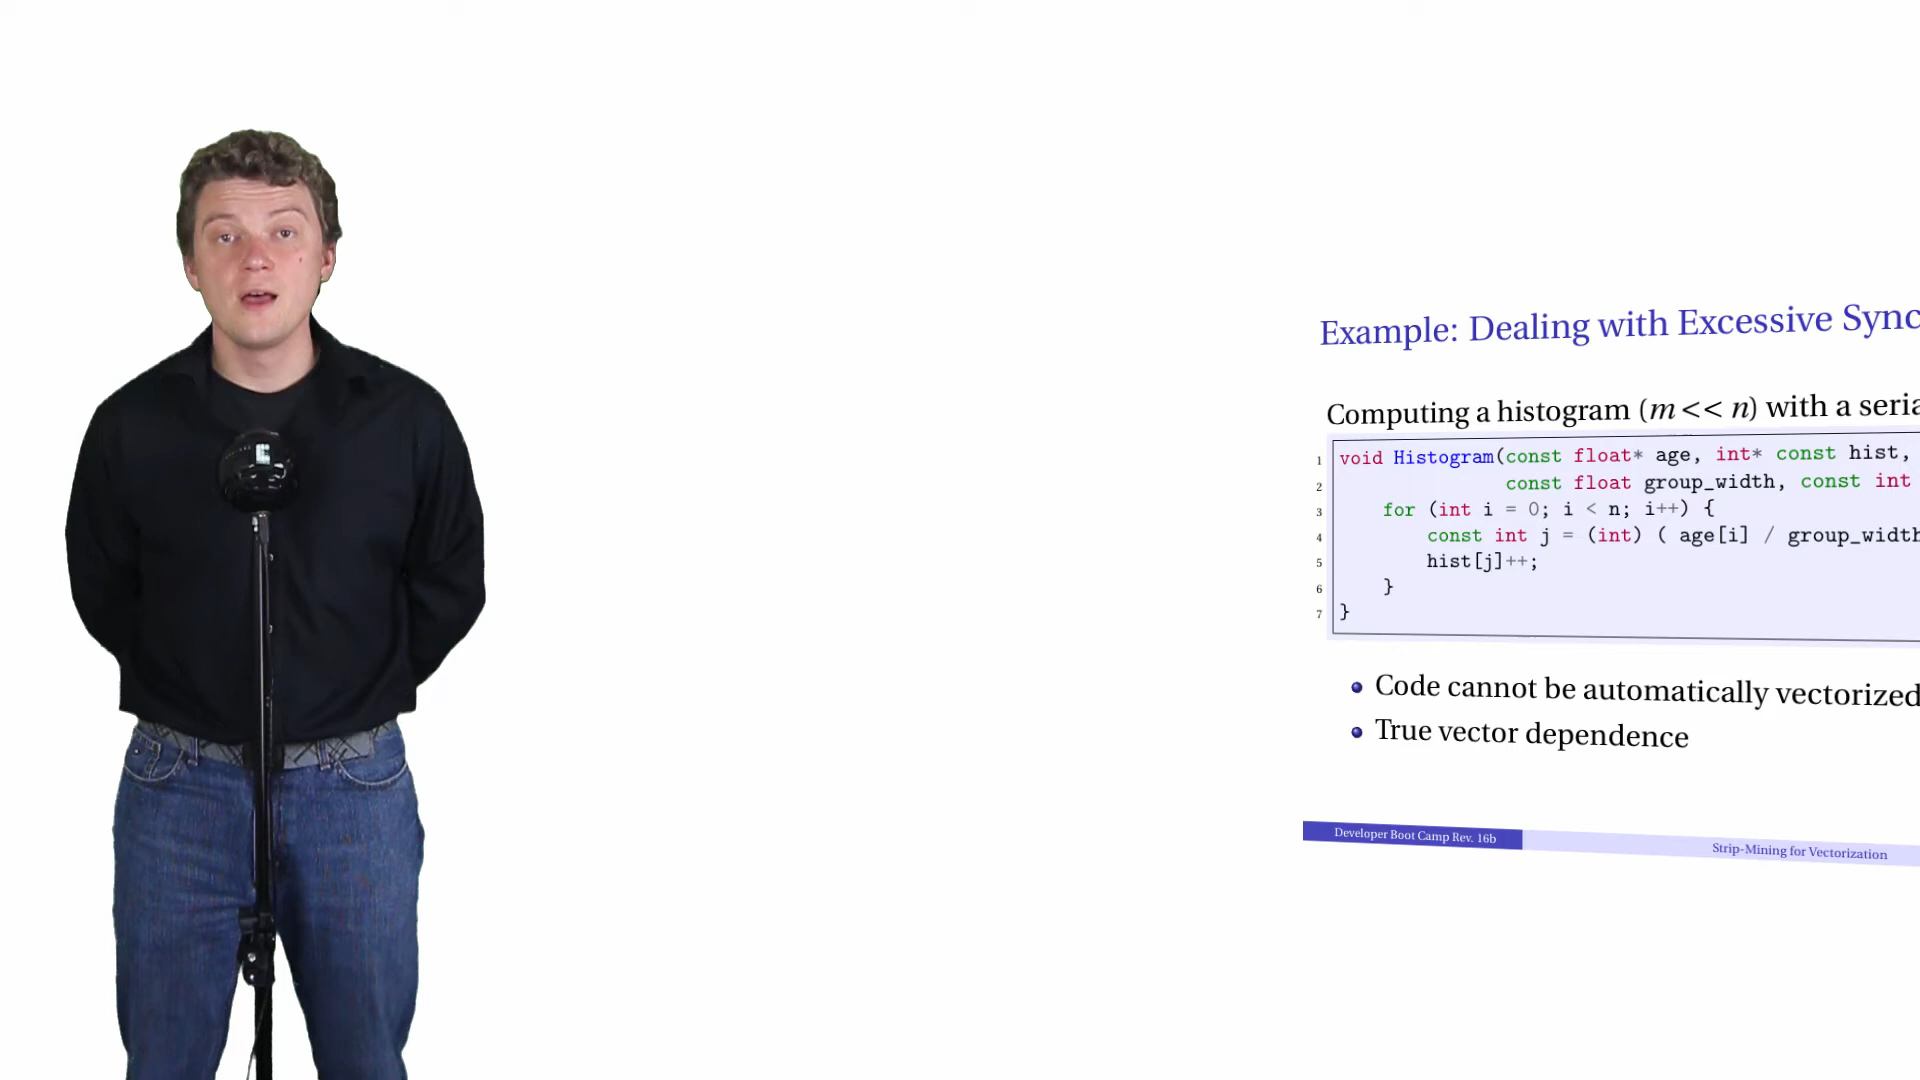 Example: Dealing with Excessive Sync
Computing a histogram (m << n) with a seria
1 void Histogram(const float* age, int* const hist,
2 const float group_width, const int
3 for (int i = 0; i < n; i++) {
4 const int j = (int) ( age[i] / group_width
5 hist[j]++;
6 }
7 }
Code cannot be automatically vectorized
True vector dependence
Developer Boot Camp Rev. 16b
Strip-Mining for Vectorization
E